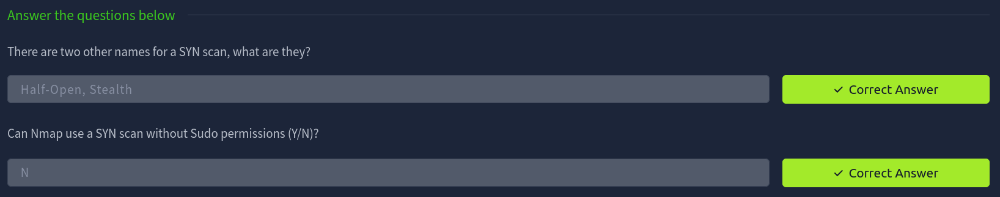 Answer the questions below
There are two other names for a SYN scan, what are they?
Half-Open, Stealth
Correct Answer
Can Nmap use a SYN scan without Sudo permissions (Y/N)?
N
Correct Answer